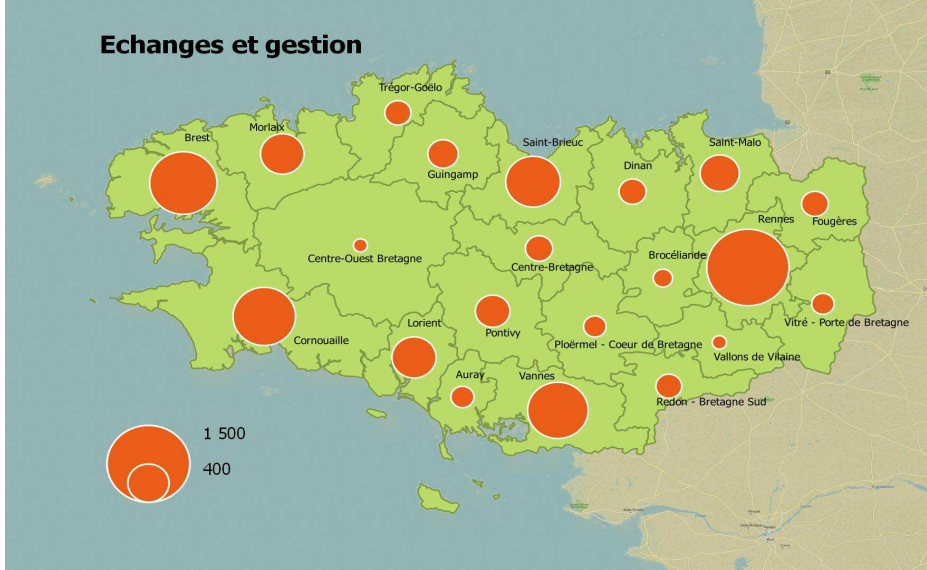 Echanges et gestion
Trégor-Goëlo
Morlaix
Brest
Saint-Brieuc
Saint-Malo
Dinan
Guingamp
Rennes
Fougères
Centre-Ouest Bretagne
Centre-Bretagne
Brocéliande
Lorient
Pontivy
Vitré - Porte de Bretagne
Cornouaille
Ploërmel - Coeur de Bretagne
Vallons de Vilaine
Auray
Vannes
Redon - Bretagne Sud
1 500
400